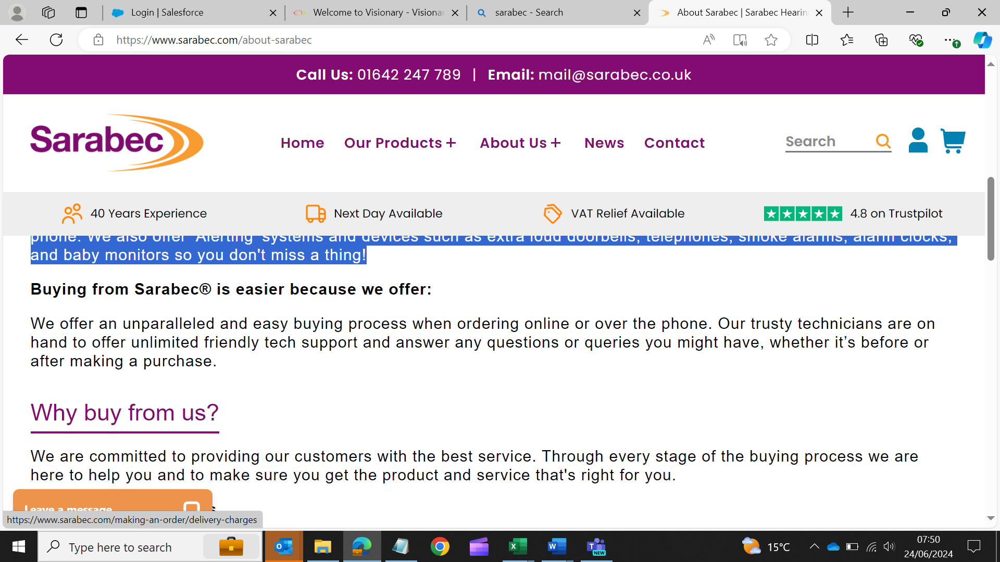 Login | Salesforce
Welcome to Visionary - Visionar
sarabec - Search
About Sarabec | Sarabec Hearin
https://www.sarabec.com/about-sarabec
Call Us: 01642 247 789 | Email: mail@sarabec.co.uk
Sarabec
Home
Our Products +
About Us +
News
Contact
Search
40 Years Experience
Next Day Available
VAT Relief Available
4.8 on Trustpilot
phone. We also offer 'Alerting' systems and devices such as extra loud doorbells, telephones, smoke alarms, alarm clocks,
and baby monitors so you don't miss a thing!
Buying from Sarabec® is easier because we offer:
We offer an unparalleled and easy buying process when ordering online or over the phone. Our trusty technicians are on
hand to offer unlimited friendly tech support and answer any questions or queries you might have, whether it’s before or
after making a purchase.
Why buy from us?
We are committed to providing our customers with the best service. Through every stage of the buying process we are
here to help you and to make sure you get the product and service that's right for you.
Leave a message
https://www.sarabec.com/making-an-order/delivery-charges
Type here to search
NEW
15°C
07:50
24/06/2024